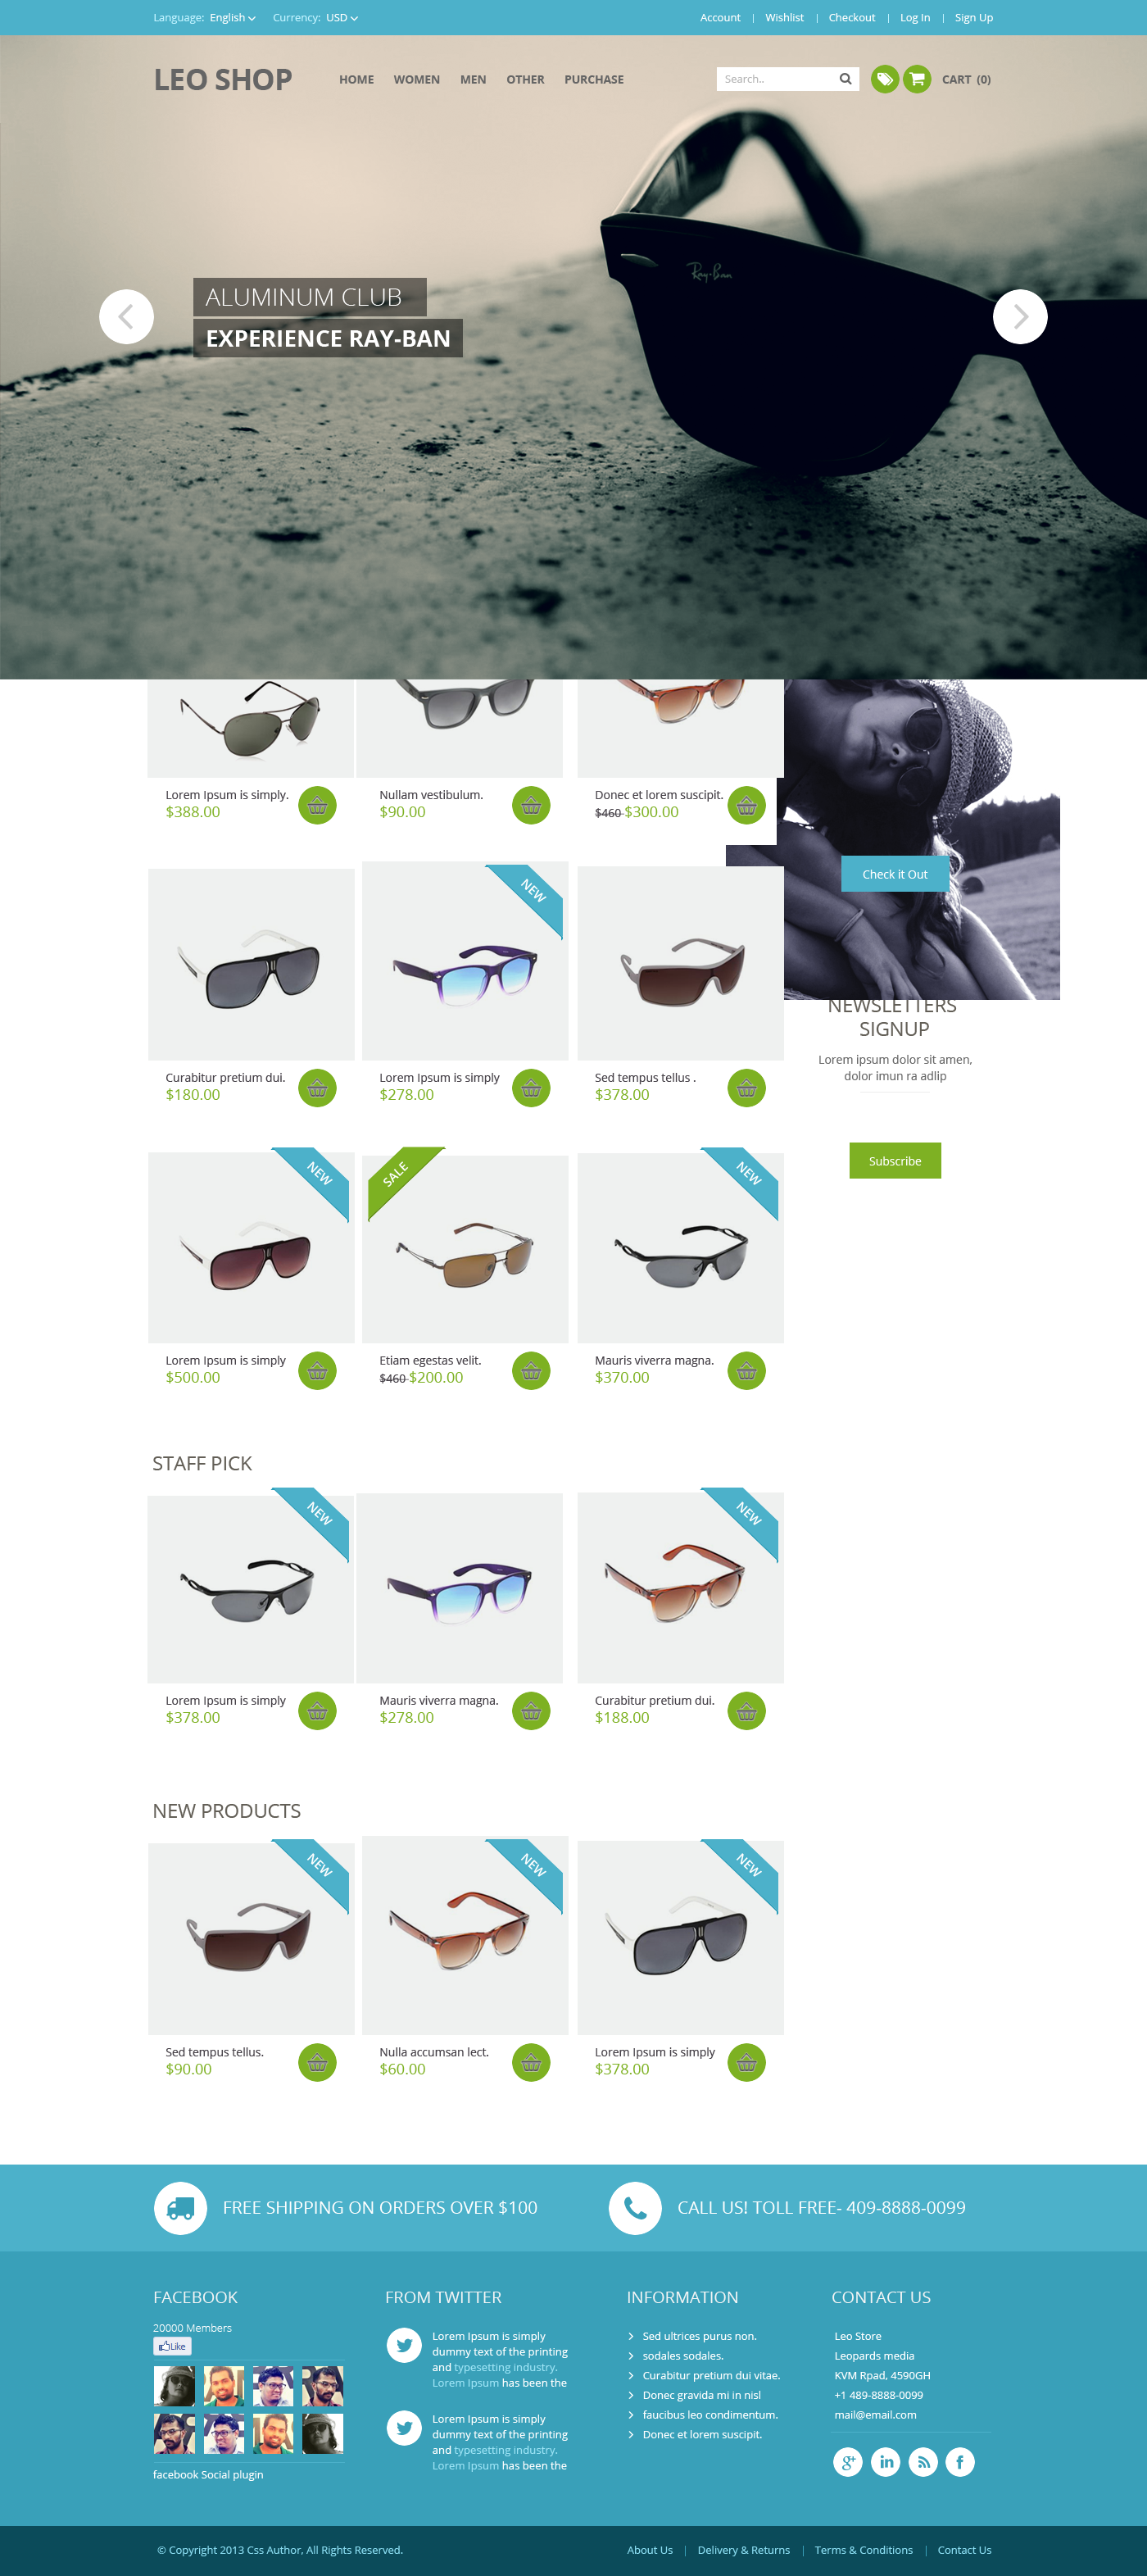 Language: English Currency: USD Account | Wishlist | Checkout | Log In | Sign Up
LEO SHOP HOME WOMEN MEN OTHER PURCHASE Search.. CART (0)
Ray-Ban
ALUMINUM CLUB
EXPERIENCE RAY-BAN
Lorem Ipsum is simply.
$388.00
Nullam vestibulum.
$90.00
Donec et lorem suscipit.
$460 $300.00
Check it Out
NEW
Curabitur pretium dui.
$180.00
Lorem Ipsum is simply
$278.00
Sed tempus tellus .
$378.00
NEWSLETTERS
SIGNUP
Lorem ipsum dolor sit amen,
dolor imun ra adlip
Subscribe
NEW
SALE
NEW
Lorem Ipsum is simply
$500.00
Etiam egestas velit.
$460 $200.00
Mauris viverra magna.
$370.00
STAFF PICK
NEW
NEW
Lorem Ipsum is simply
$378.00
Mauris viverra magna.
$278.00
Curabitur pretium dui.
$188.00
NEW PRODUCTS
NEW
NEW
NEW
Sed tempus tellus.
$90.00
Nulla accumsan lect.
$60.00
Lorem Ipsum is simply
$378.00
FREE SHIPPING ON ORDERS OVER $100
CALL US! TOLL FREE- 409-8888-0099
FACEBOOK
20000 Members
Like
facebook Social plugin
FROM TWITTER
Lorem Ipsum is simply
dummy text of the printing
and typesetting industry.
Lorem Ipsum has been the
Lorem Ipsum is simply
dummy text of the printing
and typesetting industry.
Lorem Ipsum has been the
INFORMATION
Sed ultrices purus non.
sodales sodales.
Curabitur pretium dui vitae.
Donec gravida mi in nisl
faucibus leo condimentum.
Donec et lorem suscipit.
CONTACT US
Leo Store
Leopards media
KVM Rpad, 4590GH
+1 489-8888-0099
mail@email.com
© Copyright 2013 Css Author, All Rights Reserved.
About Us | Delivery & Returns | Terms & Conditions | Contact Us